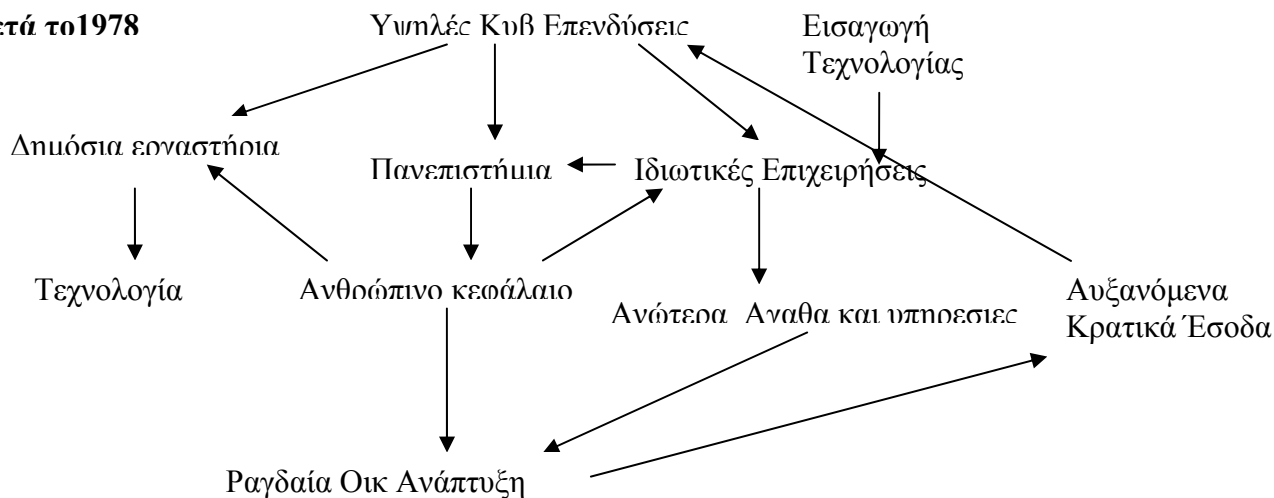 ετά το1978
Υψηλές Κυβ Επενδύσεις
Εισαγωγή
Τεχνολογίας
Δημόσια εργαστήρια
Πανεπιστήμια
Ιδιωτικές Επιχειρήσεις
Τεχνολογία
Ανθρώπινο κεφάλαιο
Ανώτερα Αγαθα και υπηρεσιες
Αυξανόμενα
Κρατικά Έσοδα
Ραγδαία Οικ Ανάπτυξη